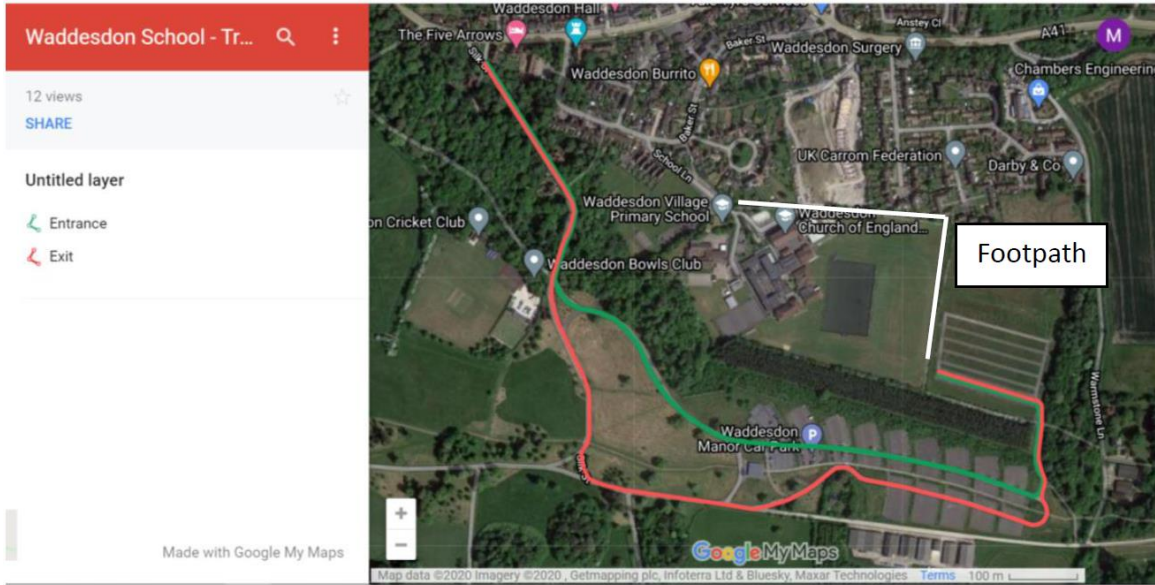 Waddesdon School - Tr...
12 views
SHARE
Untitled layer
Entrance
Exit
Made with Google My Maps
Waddesdon Hall
The Five Arrows
Silk St
Anstey Cl
A41
M
Baker St
Waddesdon Surgery
Waddesdon Burrito
Chambers Engineering
Baker St
School Ln
UK Carrom Federation
Darby & Co
Waddesdon Village
Primary School
Waddesdon
Church of England...
on Cricket Club
Footpath
Waddesdon Bowls Club
Warmstone Ln
Waddesdon
Manor Car Park
P
+
−
Google My Maps
Map data ©2020 Imagery ©2020 , Getmapping plc, Infoterra Ltd & Bluesky, Maxar Technologies
Terms
100 m